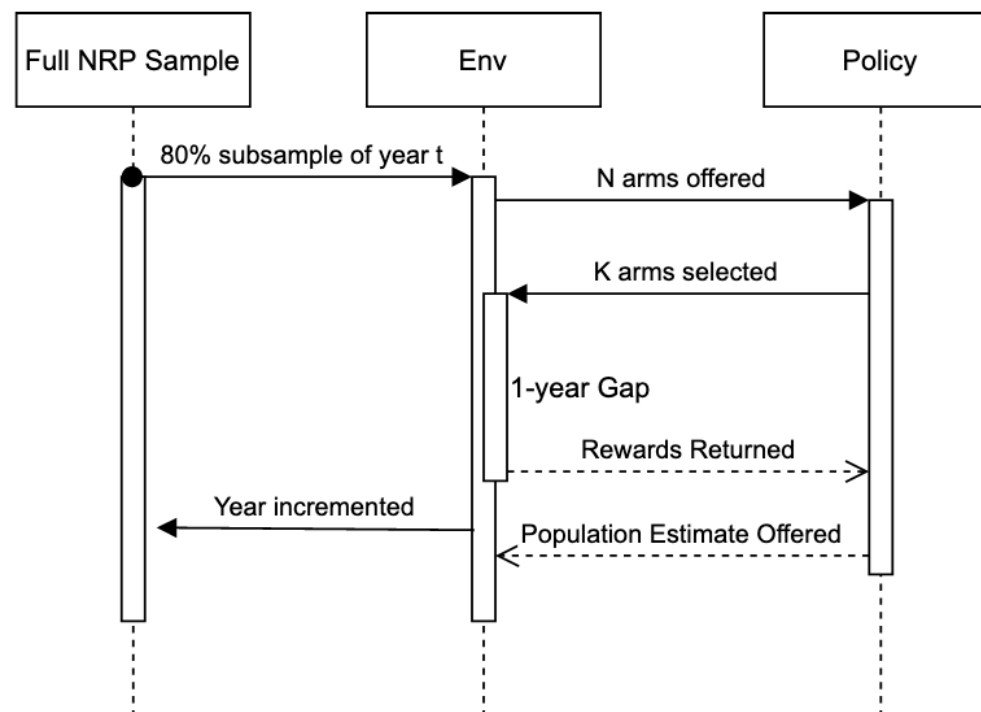 Full NRP Sample
Env
Policy
80% subsample of year t
N arms offered
K arms selected
1-year Gap
Rewards Returned
Year incremented
Population Estimate Offered